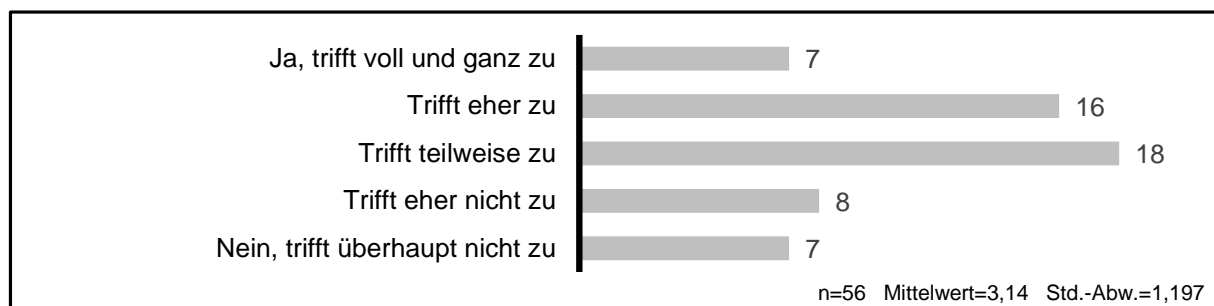 Ja, trifft voll und ganz zu 7
Trifft eher zu 16
Trifft teilweise zu 18
Trifft eher nicht zu 8
Nein, trifft überhaupt nicht zu 7
n=56 Mittelwert=3,14 Std.-Abw.=1,197